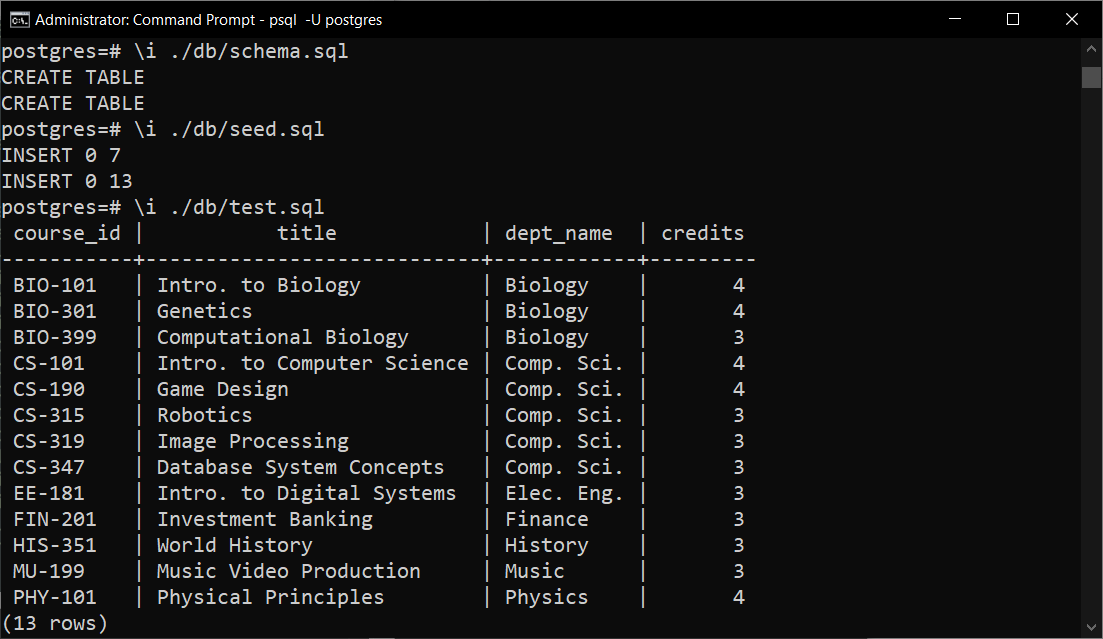 Administrator: Command Prompt - psql  -U postgres
postgres=# \i ./db/schema.sql
CREATE TABLE
CREATE TABLE
postgres=# \i ./db/seed.sql
INSERT 0 7
INSERT 0 13
postgres=# \i ./db/test.sql
 course_id |           title            | dept_name  | credits
-----------+----------------------------+------------+---------
 BIO-101   | Intro. to Biology          | Biology    |       4
 BIO-301   | Genetics                   | Biology    |       4
 BIO-399   | Computational Biology      | Biology    |       3
 CS-101    | Intro. to Computer Science | Comp. Sci. |       4
 CS-190    | Game Design                | Comp. Sci. |       4
 CS-315    | Robotics                   | Comp. Sci. |       3
 CS-319    | Image Processing           | Comp. Sci. |       3
 CS-347    | Database System Concepts   | Comp. Sci. |       3
 EE-181    | Intro. to Digital Systems  | Elec. Eng. |       3
 FIN-201   | Investment Banking         | Finance    |       3
 HIS-351   | World History              | History    |       3
 MU-199    | Music Video Production     | Music      |       3
 PHY-101   | Physical Principles        | Physics    |       4
(13 rows)